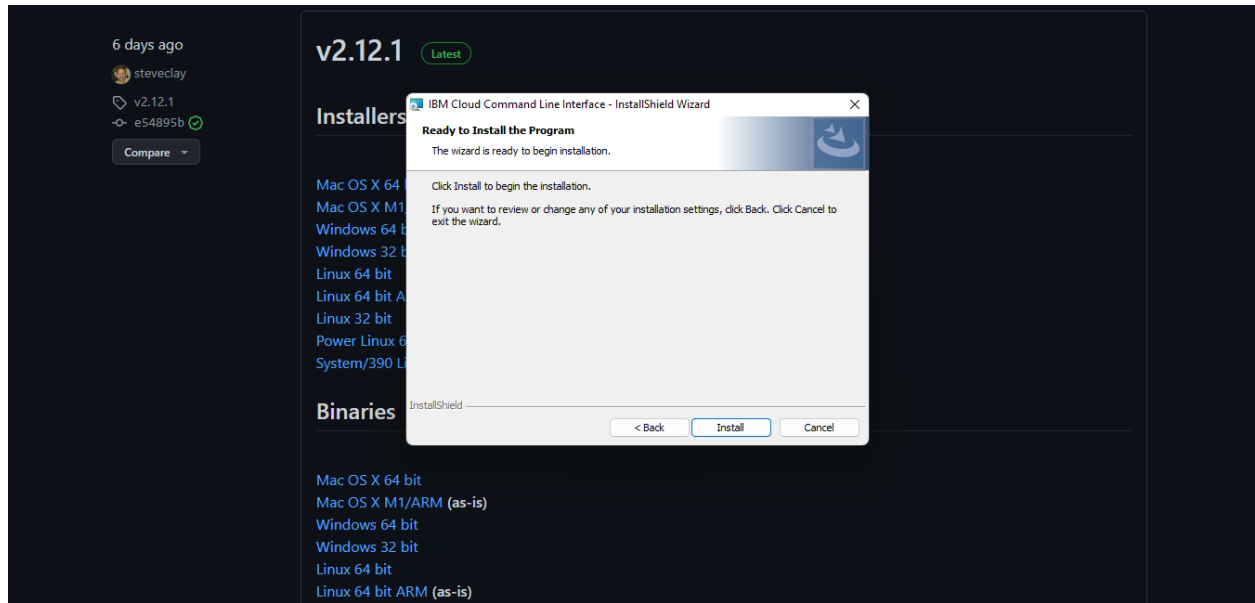 6 days ago
steveclay
v2.12.1
e54895b
Compare
v2.12.1 Latest
Installers
Mac OS X 64
Mac OS X M1/
Windows 64 b
Windows 32 b
Linux 64 bit
Linux 64 bit A
Linux 32 bit
Power Linux 6
System/390 Li
IBM Cloud Command Line Interface - InstallShield Wizard
Ready to Install the Program
The wizard is ready to begin installation.
Click Install to begin the installation.
If you want to review or change any of your installation settings, click Back. Click Cancel to
exit the wizard.
InstallShield
< Back Install Cancel
Binaries
Mac OS X 64 bit
Mac OS X M1/ARM (as-is)
Windows 64 bit
Windows 32 bit
Linux 64 bit
Linux 64 bit ARM (as-is)